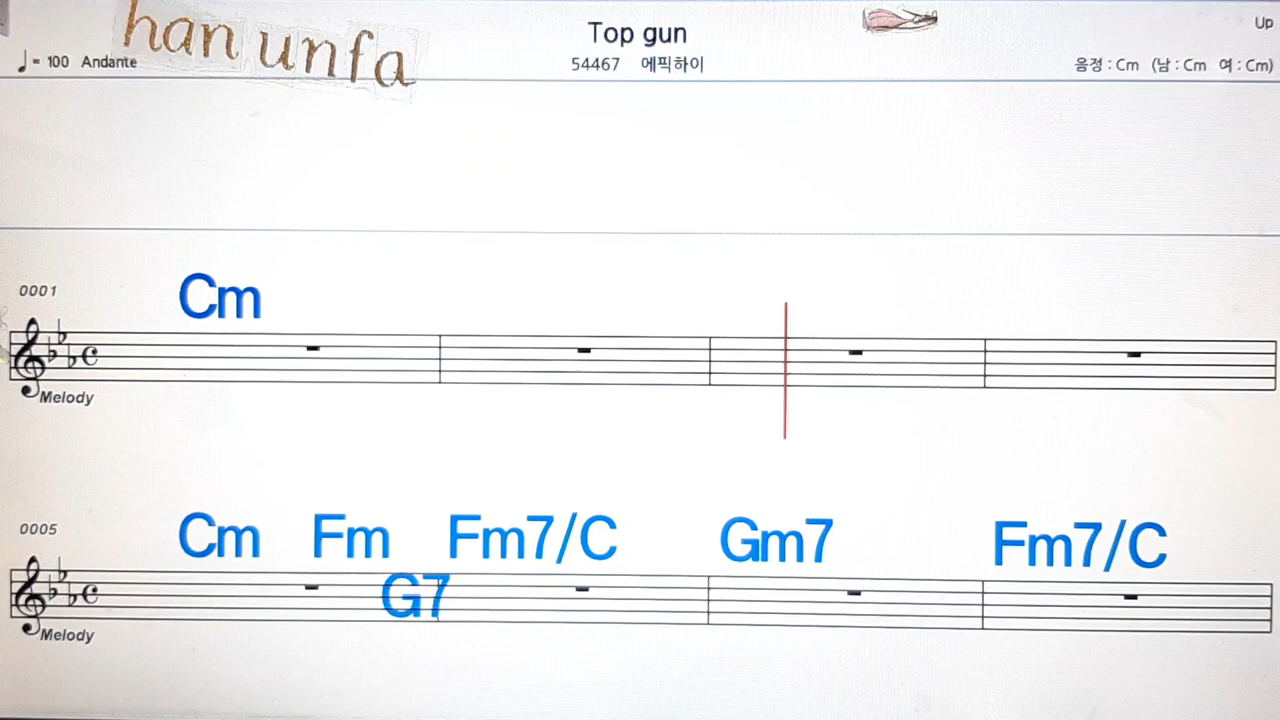 han unfa
Top gun
Up
♩= 100 Andante
54467 에픽하이
음정 : Cm (남 : Cm 여 : Cm)
0001
Cm
Melody
0005
Cm Fm Fm7/C Gm7 Fm7/C
G7
Melody